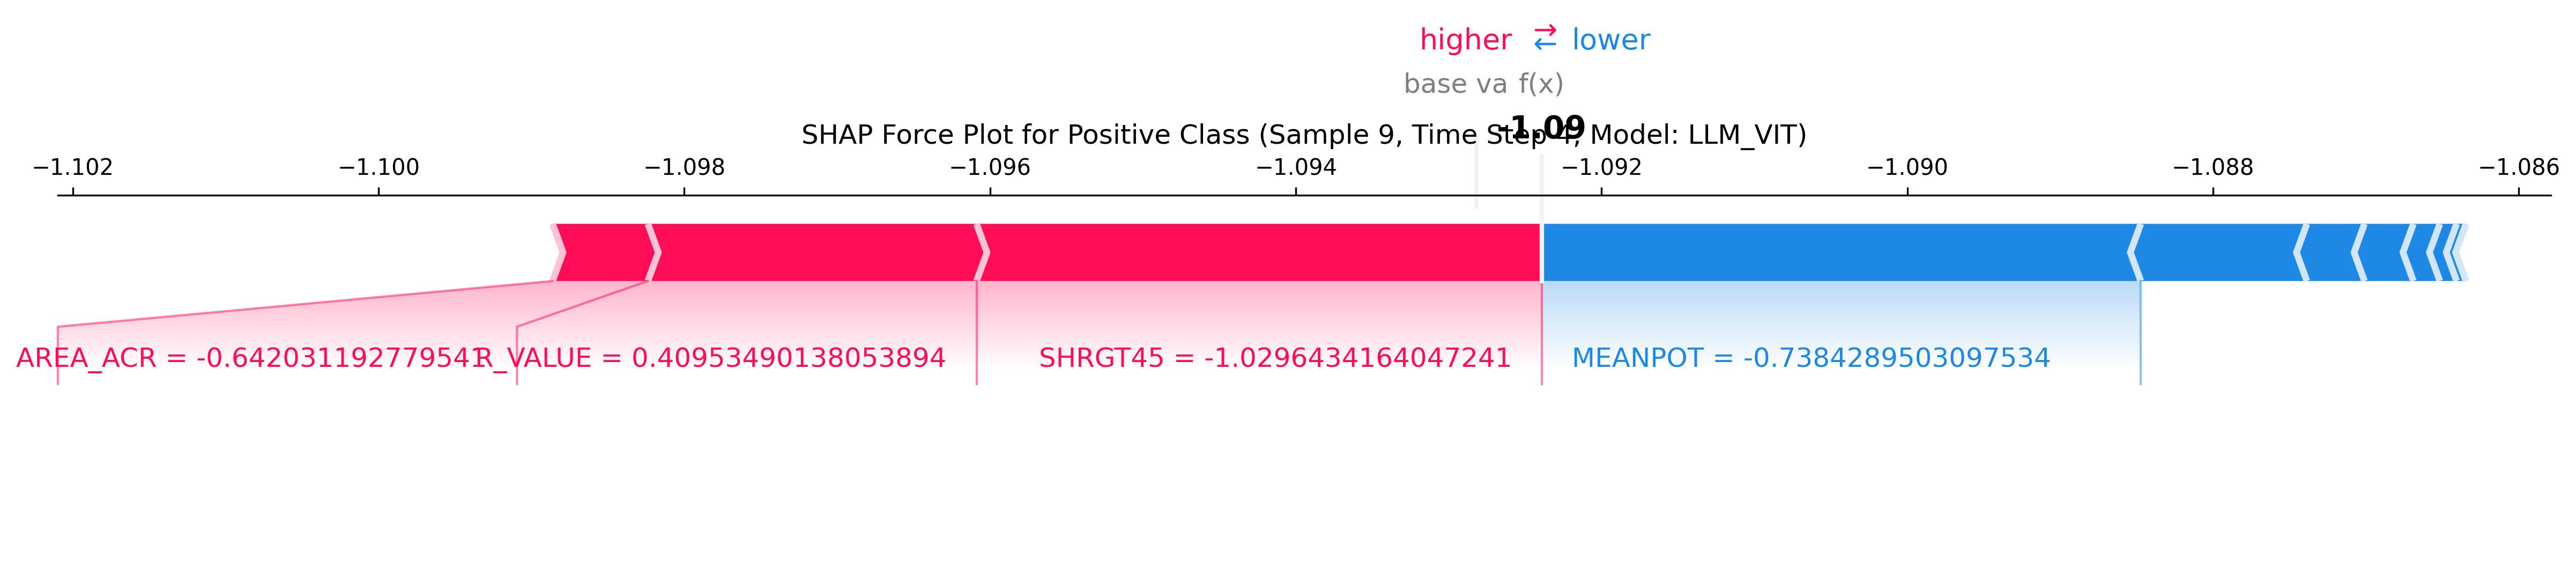 higher ⇄ lower
base va f(x)
-1.09
SHAP Force Plot for Positive Class (Sample 9, Time Step 4, Model: LLM_VIT)
−1.102 −1.100 −1.098 −1.096 −1.094 −1.092 −1.090 −1.088 −1.086
AREA_ACR = -0.642031192779541 R_VALUE = 0.40953490138053894 SHRGT45 = -1.0296434164047241 MEANPOT = -0.7384289503097534